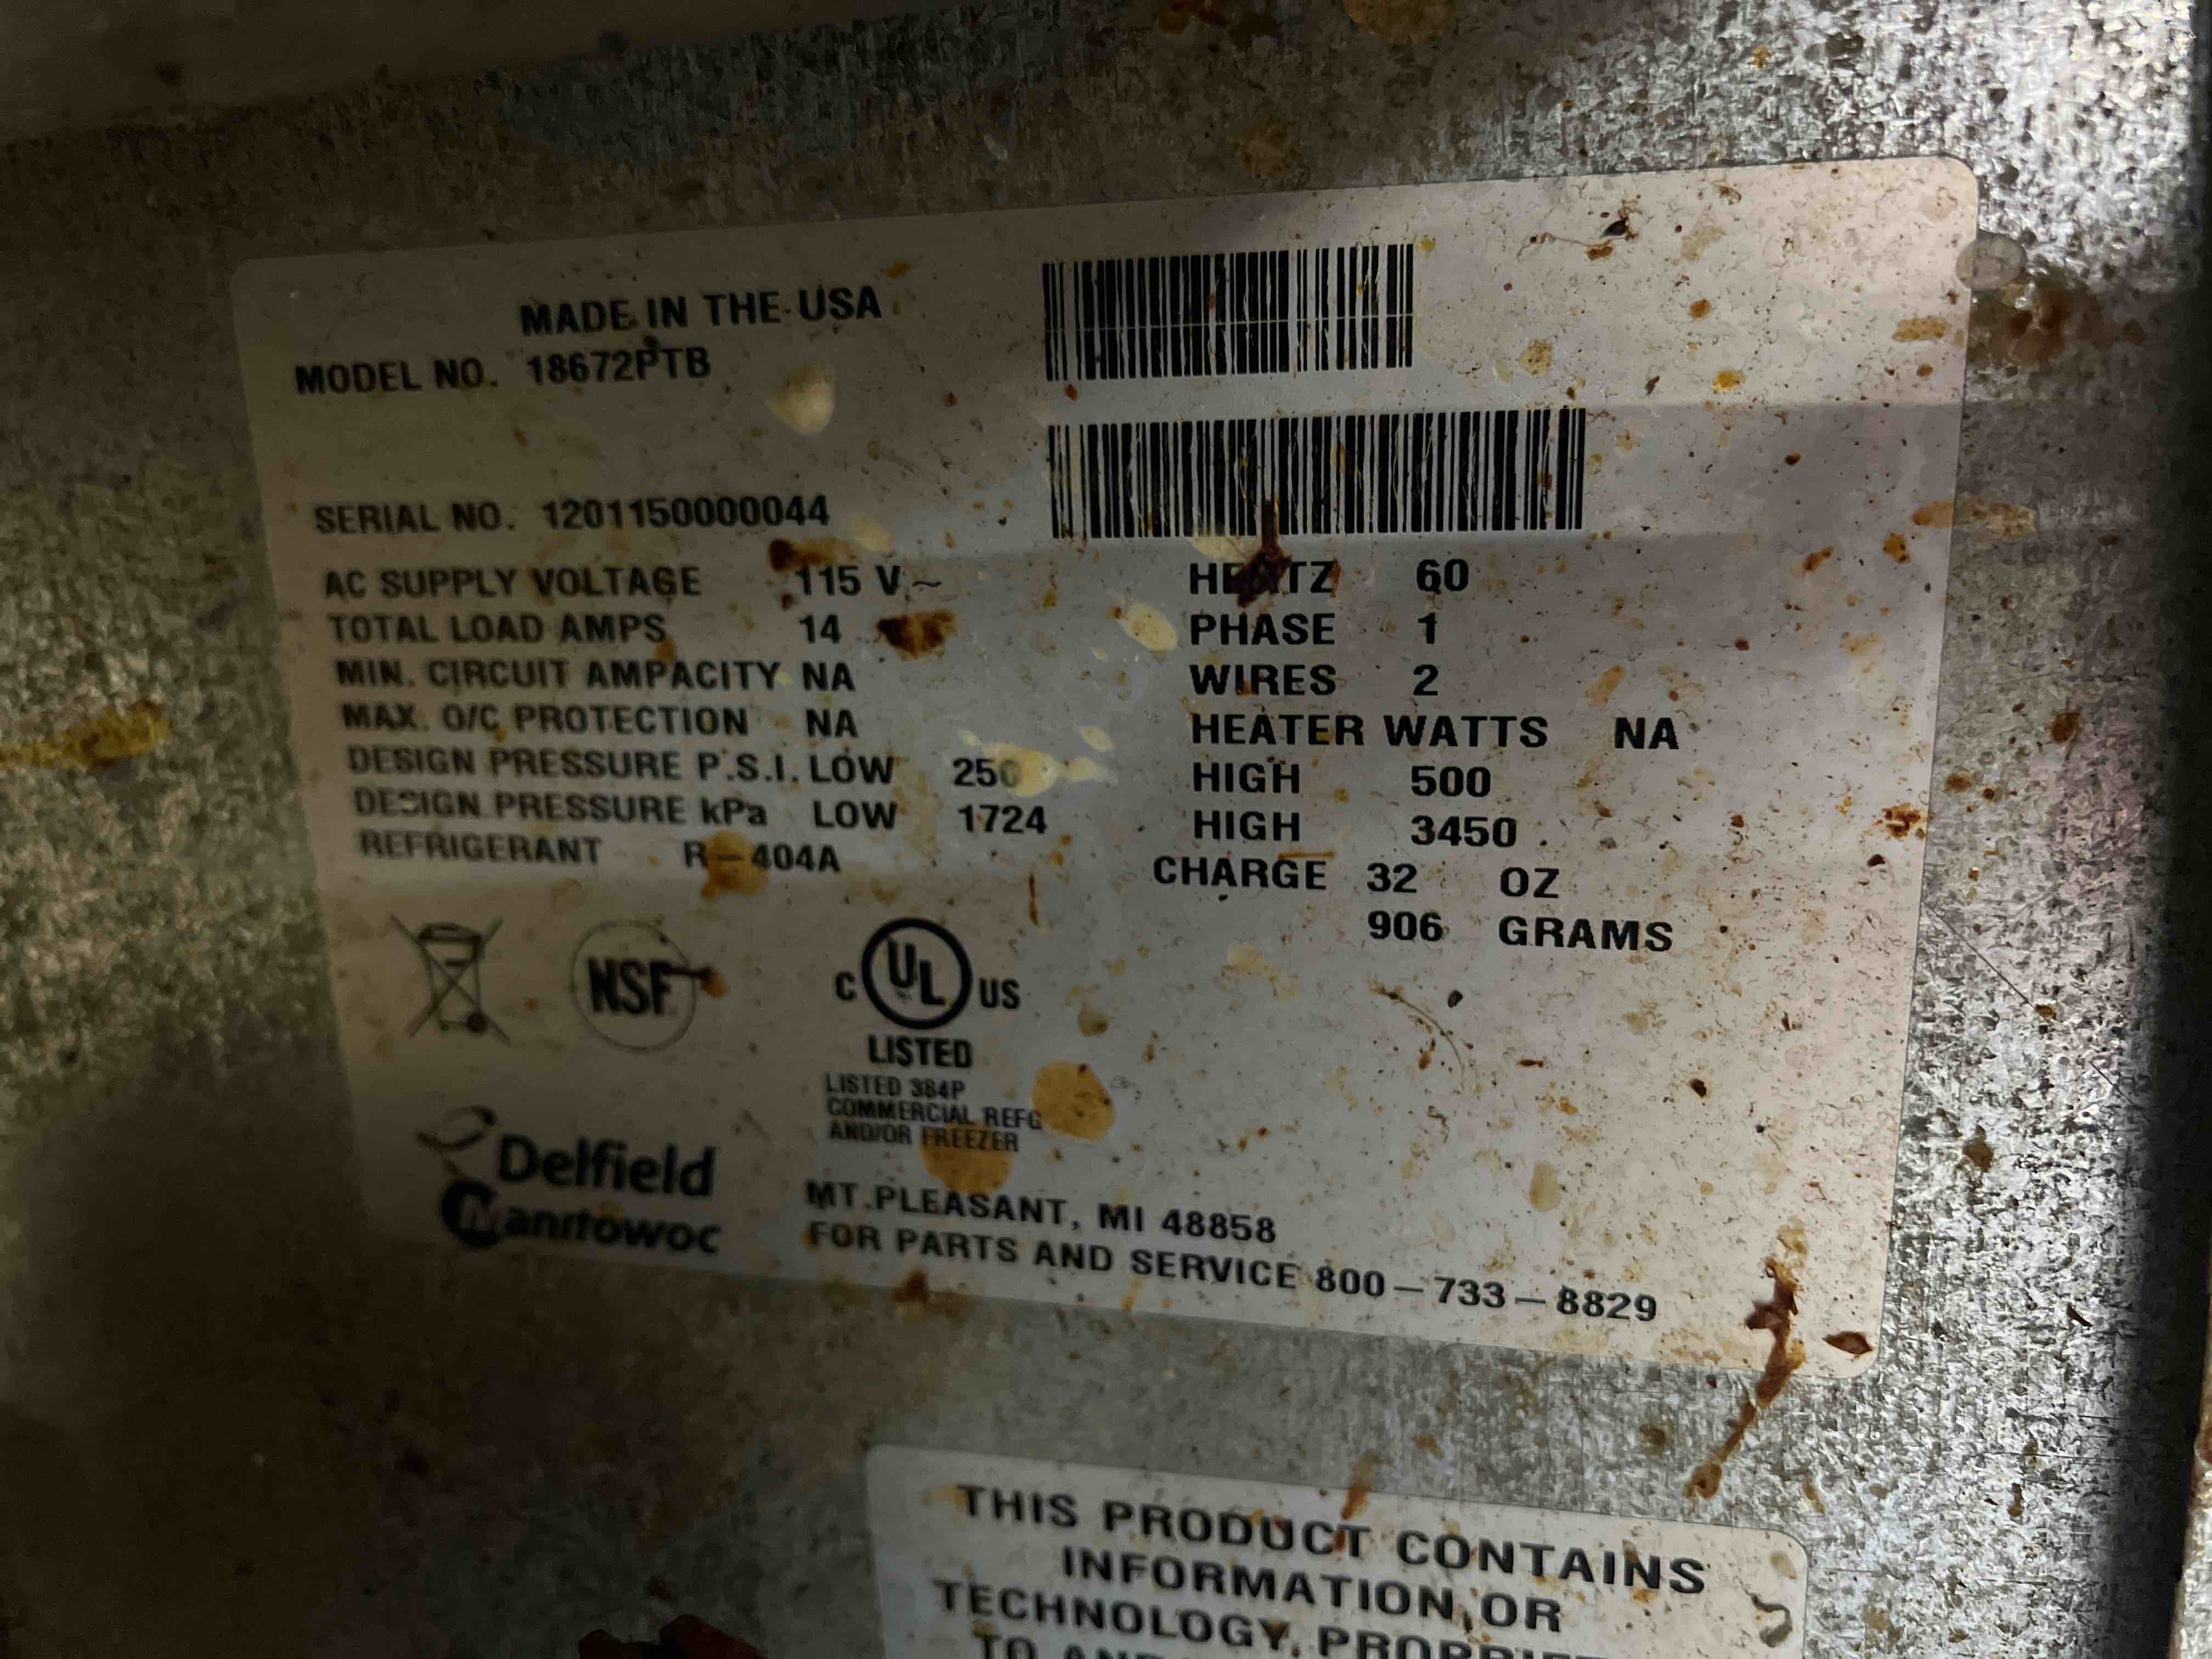 MADE IN THE USA
MODEL NO. 18672PTB
SERIAL NO. 1201150000044
AC SUPPLY VOLTAGE 115 V~ HERTZ 60
TOTAL LOAD AMPS 14 PHASE 1
MIN. CIRCUIT AMPACITY NA WIRES 2
MAX. O/C PROTECTION NA HEATER WATTS NA
DESIGN PRESSURE P.S.I. LOW 250 HIGH 500
DESIGN PRESSURE kPa LOW 1724 HIGH 3450
REFRIGERANT R-404A CHARGE 32 OZ
906 GRAMS
NSF
C UL US
LISTED
LISTED 384P
COMMERCIAL REFG
AND/OR FREEZER
Delfield
Manitowoc
MT.PLEASANT, MI 48858
FOR PARTS AND SERVICE 800-733-8829
THIS PRODUCT CONTAINS
INFORMATION OR
TECHNOLOGY,
TO